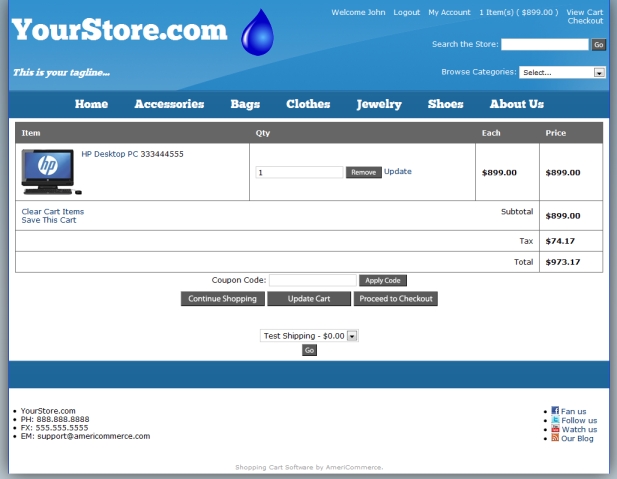 Welcome John Logout My Account 1 Item(s) ( $899.00 ) View Cart
Checkout
YourStore.com
Search the Store: Go
This is your tagline...
Browse Categories: Select...
Home Accessories Bags Clothes Jewelry Shoes About Us
Item Qty Each Price
hp
HP Desktop PC 333444555
1 Remove Update $899.00 $899.00
Clear Cart Items Subtotal $899.00
Save This Cart
Tax $74.17
Total $973.17
Coupon Code: Apply Code
Continue Shopping Update Cart Proceed to Checkout
Test Shipping - $0.00
Go
• YourStore.com
• PH: 888.888.8888
• FX: 555.555.5555
• EM: support@americommerce.com
• Fan us
• Follow us
• Watch us
• Our Blog
Shopping Cart Software by AmeriCommerce.